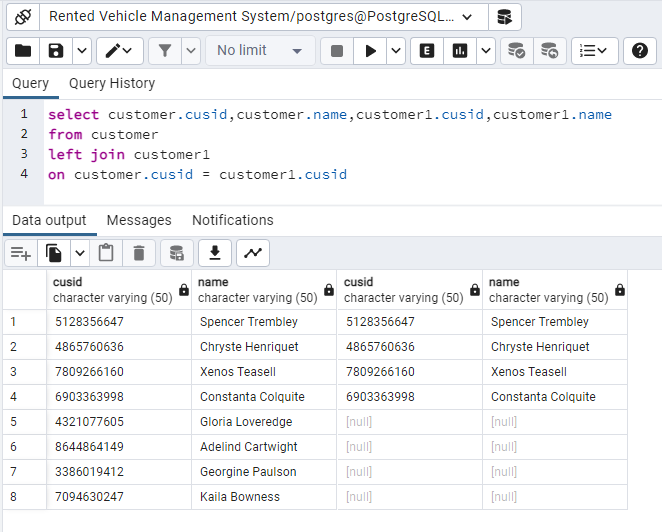 Rented Vehicle Management System/postgres@PostgreSQL...
No limit
E
Query Query History
1 select customer.cusid,customer.name,customer1.cusid,customer1.name
2 from customer
3 left join customer1
4 on customer.cusid = customer1.cusid
Data output Messages Notifications
cusid name cusid name
character varying (50) character varying (50) character varying (50) character varying (50)
1 5128356647 Spencer Trembley 5128356647 Spencer Trembley
2 4865760636 Chryste Henriquet 4865760636 Chryste Henriquet
3 7809266160 Xenos Teasell 7809266160 Xenos Teasell
4 6903363998 Constanta Colquite 6903363998 Constanta Colquite
5 4321077605 Gloria Loveredge [null] [null]
6 8644864149 Adelind Cartwight [null] [null]
7 3386019412 Georgine Paulson [null] [null]
8 7094630247 Kaila Bowness [null] [null]